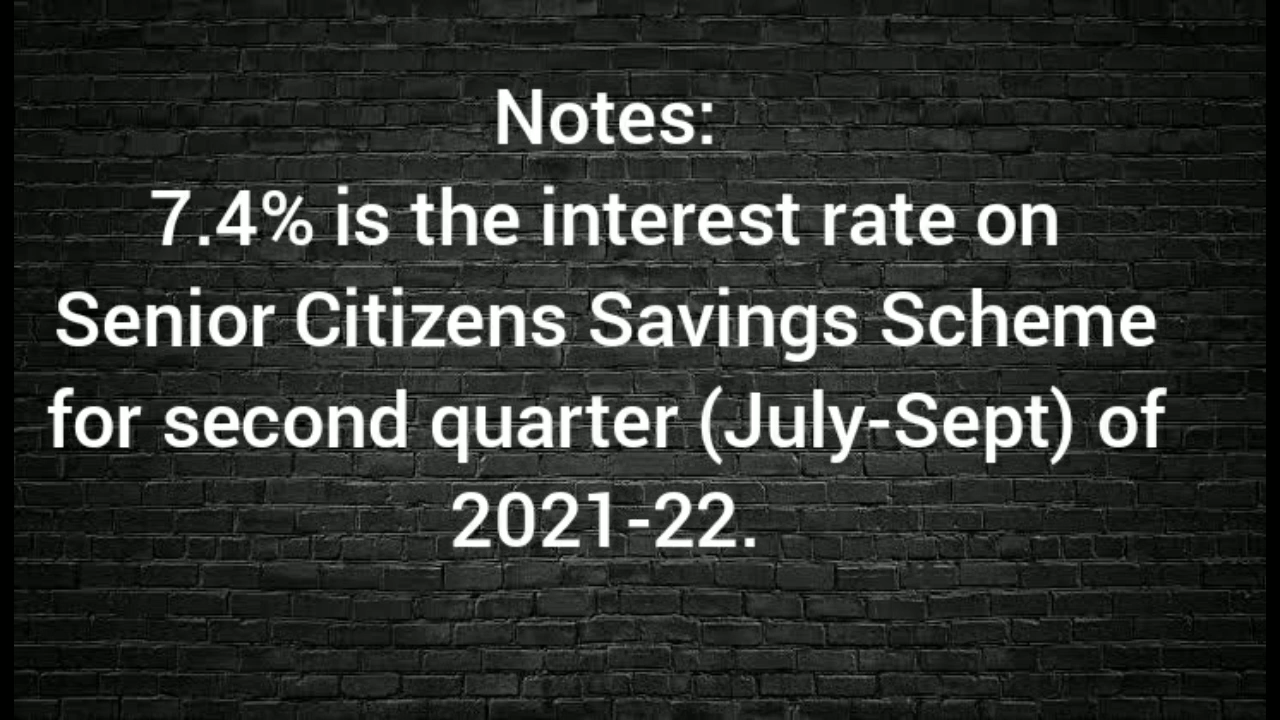 Notes:
7.4% is the interest rate on
Senior Citizens Savings Scheme
for second quarter (July-Sept) of
2021-22.